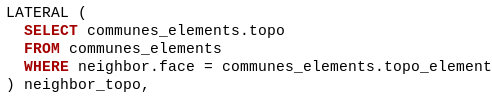 LATERAL (
  SELECT communes_elements.topo
  FROM communes_elements
  WHERE neighbor.face = communes_elements.topo_element
) neighbor_topo,